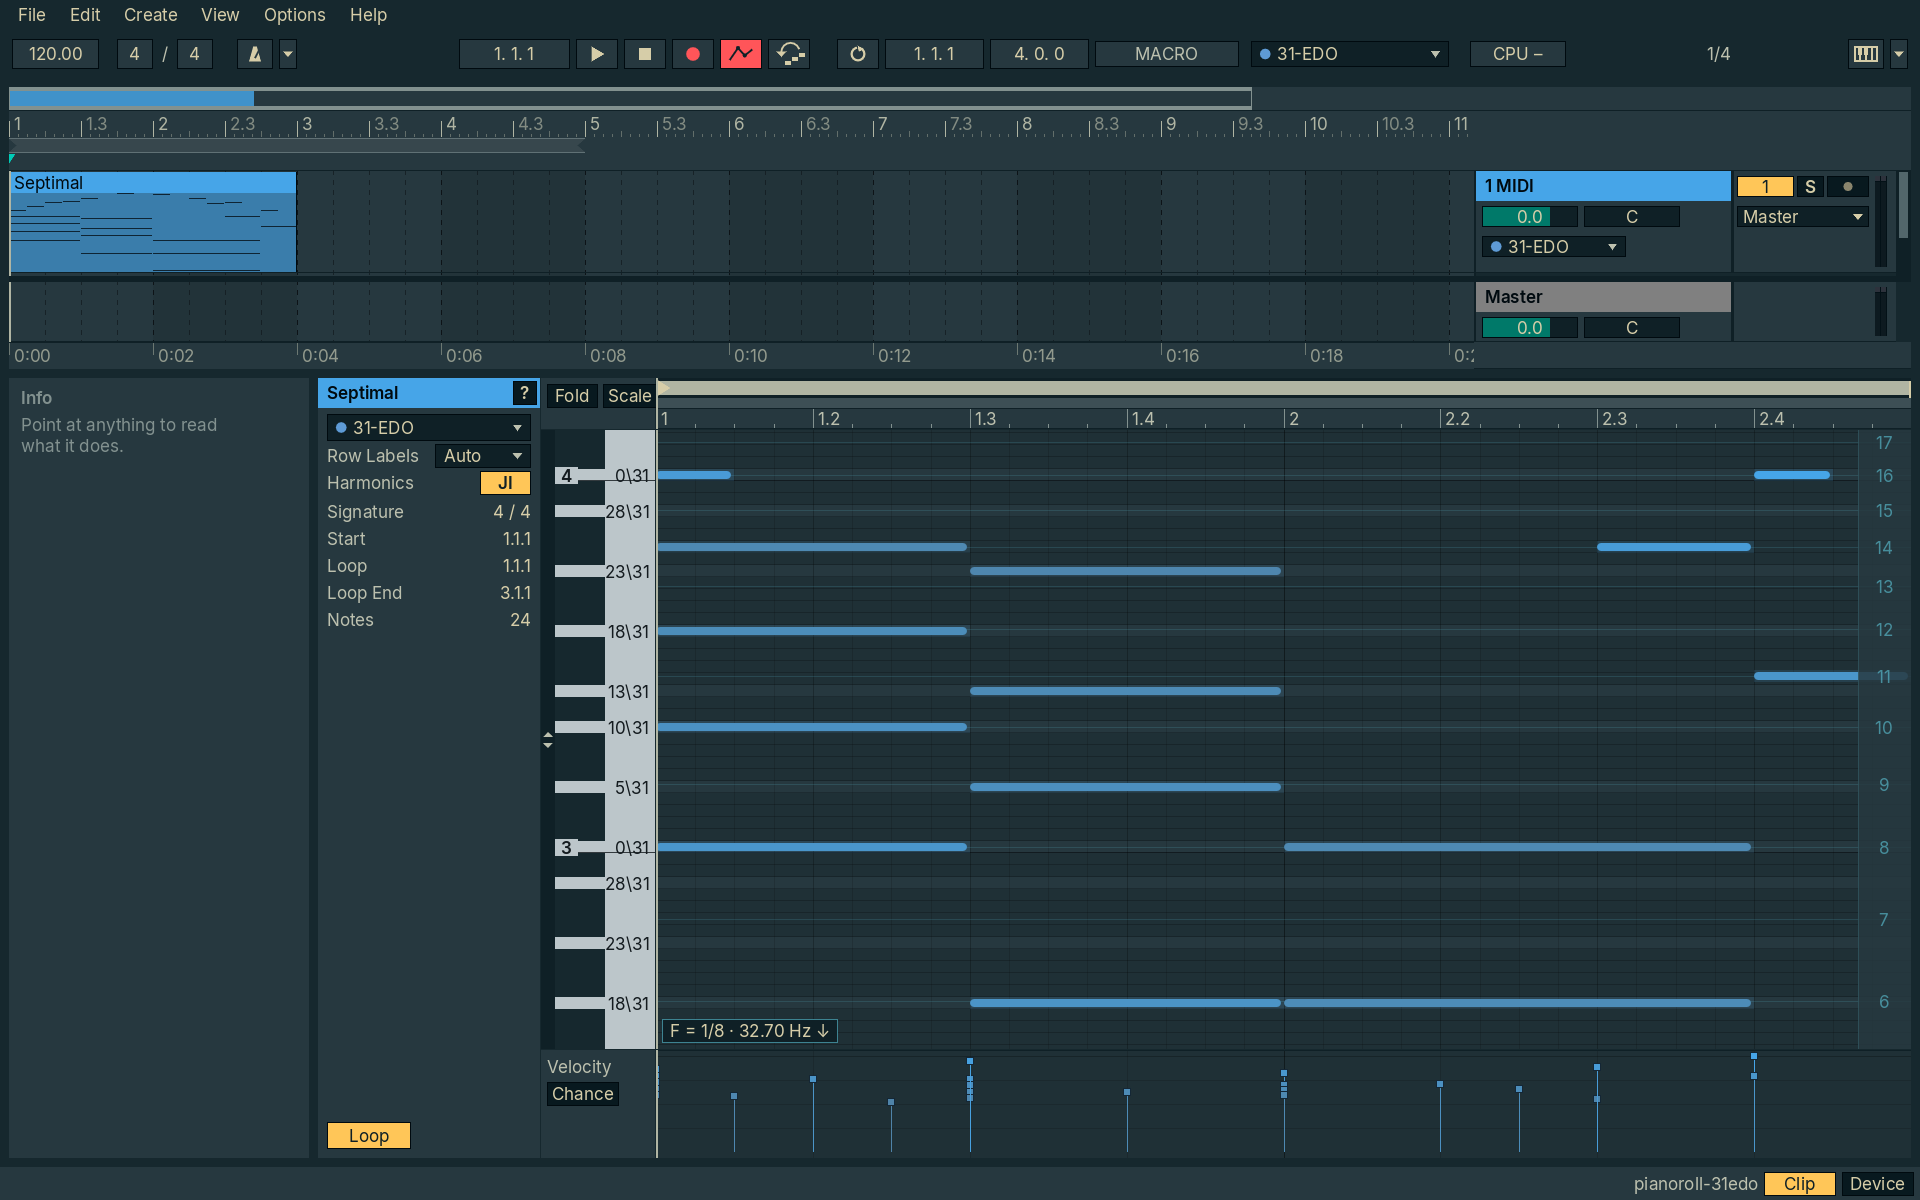 File Edit Create View Options Help
120.00 4 / 4 1. 1. 1 1. 1. 1 4. 0. 0 MACRO 31-EDO CPU – 1/4
1 1.3 2 2.3 3 3.3 4 4.3 5 5.3 6 6.3 7 7.3 8 8.3 9 9.3 10 10.3 11
Septimal
1 MIDI 1 S
0.0 C Master
31-EDO
Master
0.0 C
0:00 0:02 0:04 0:06 0:08 0:10 0:12 0:14 0:16 0:18
Info
Point at anything to read
what it does.
Septimal ?
31-EDO
Row Labels Auto
Harmonics JI
Signature 4 / 4
Start 1.1.1
Loop 1.1.1
Loop End 3.1.1
Notes 24
Loop
Fold Scale
1 1.2 1.3 1.4 2 2.2 2.3 2.4
17
4 0\31 16
28\31 15
14
23\31 13
18\31 12
13\31 11
10\31 10
5\31 9
3 0\31 8
28\31
7
23\31
18\31 6
F = 1/8 · 32.70 Hz ↓
Velocity
Chance
pianoroll-31edo Clip Device